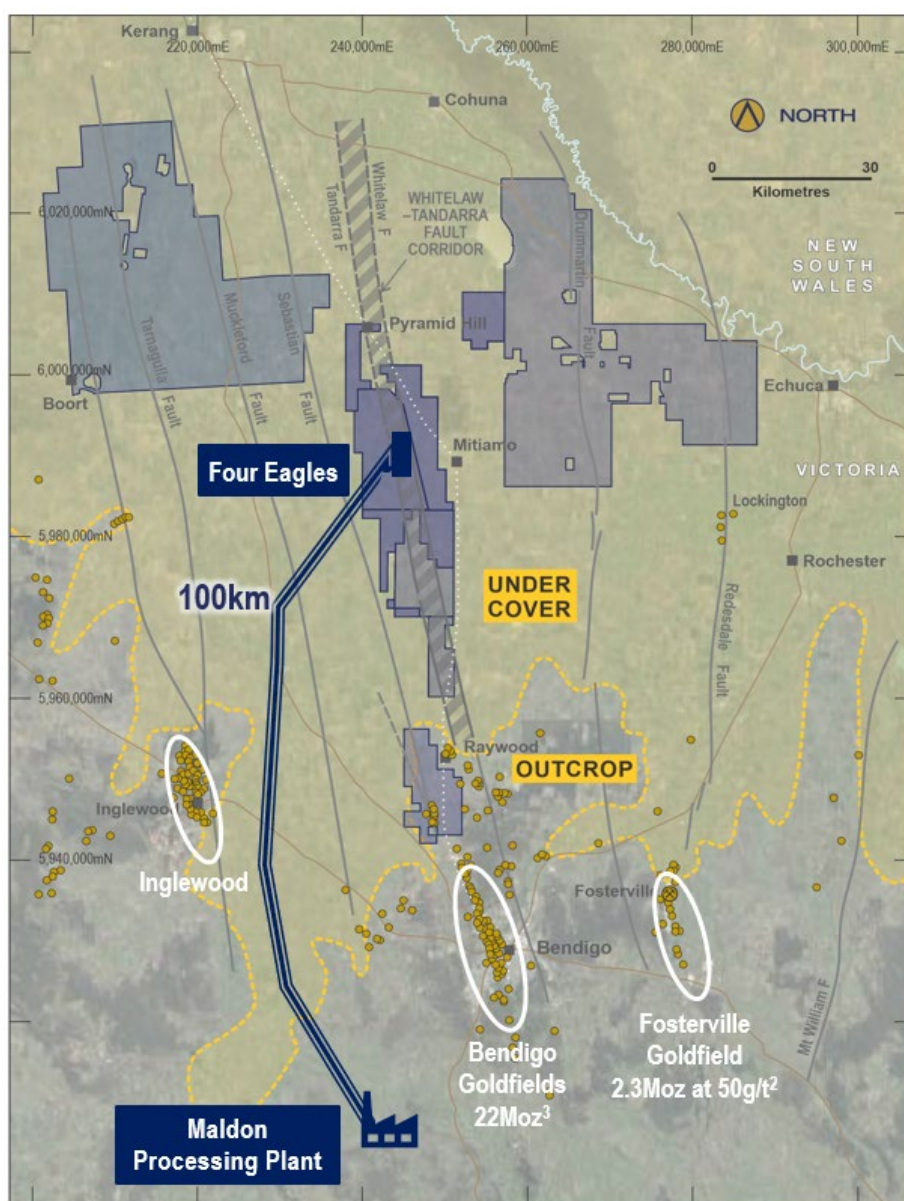 Kerang
220,000mE
240,000mE
260,000mE
280,000mE
300,000mE
Cohuna
NORTH
0
30
Kilometres
6,020,000mN
Whitelaw F
Tandarra F
WHITELAW
–TANDARRA
FAULT
CORRIDOR
Drummartin
Fault
NEW
SOUTH
WALES
Tarnagulla
Fault
Muckleford
Fault
Sebastian
Fault
Pyramid Hill
6,000,000mN
Boort
Echuca
Mitiamo
VICTORIA
Four Eagles
Lockington
5,980,000mN
Rochester
100km
UNDER
COVER
Redesdale
Fault
5,960,000mN
Raywood
OUTCROP
Inglewood
5,940,000mN
Inglewood
Fosterville
Bendigo
Mt William F
Bendigo
Goldfields
22Moz³
Fosterville
Goldfield
2.3Moz at 50g/t²
Maldon
Processing Plant